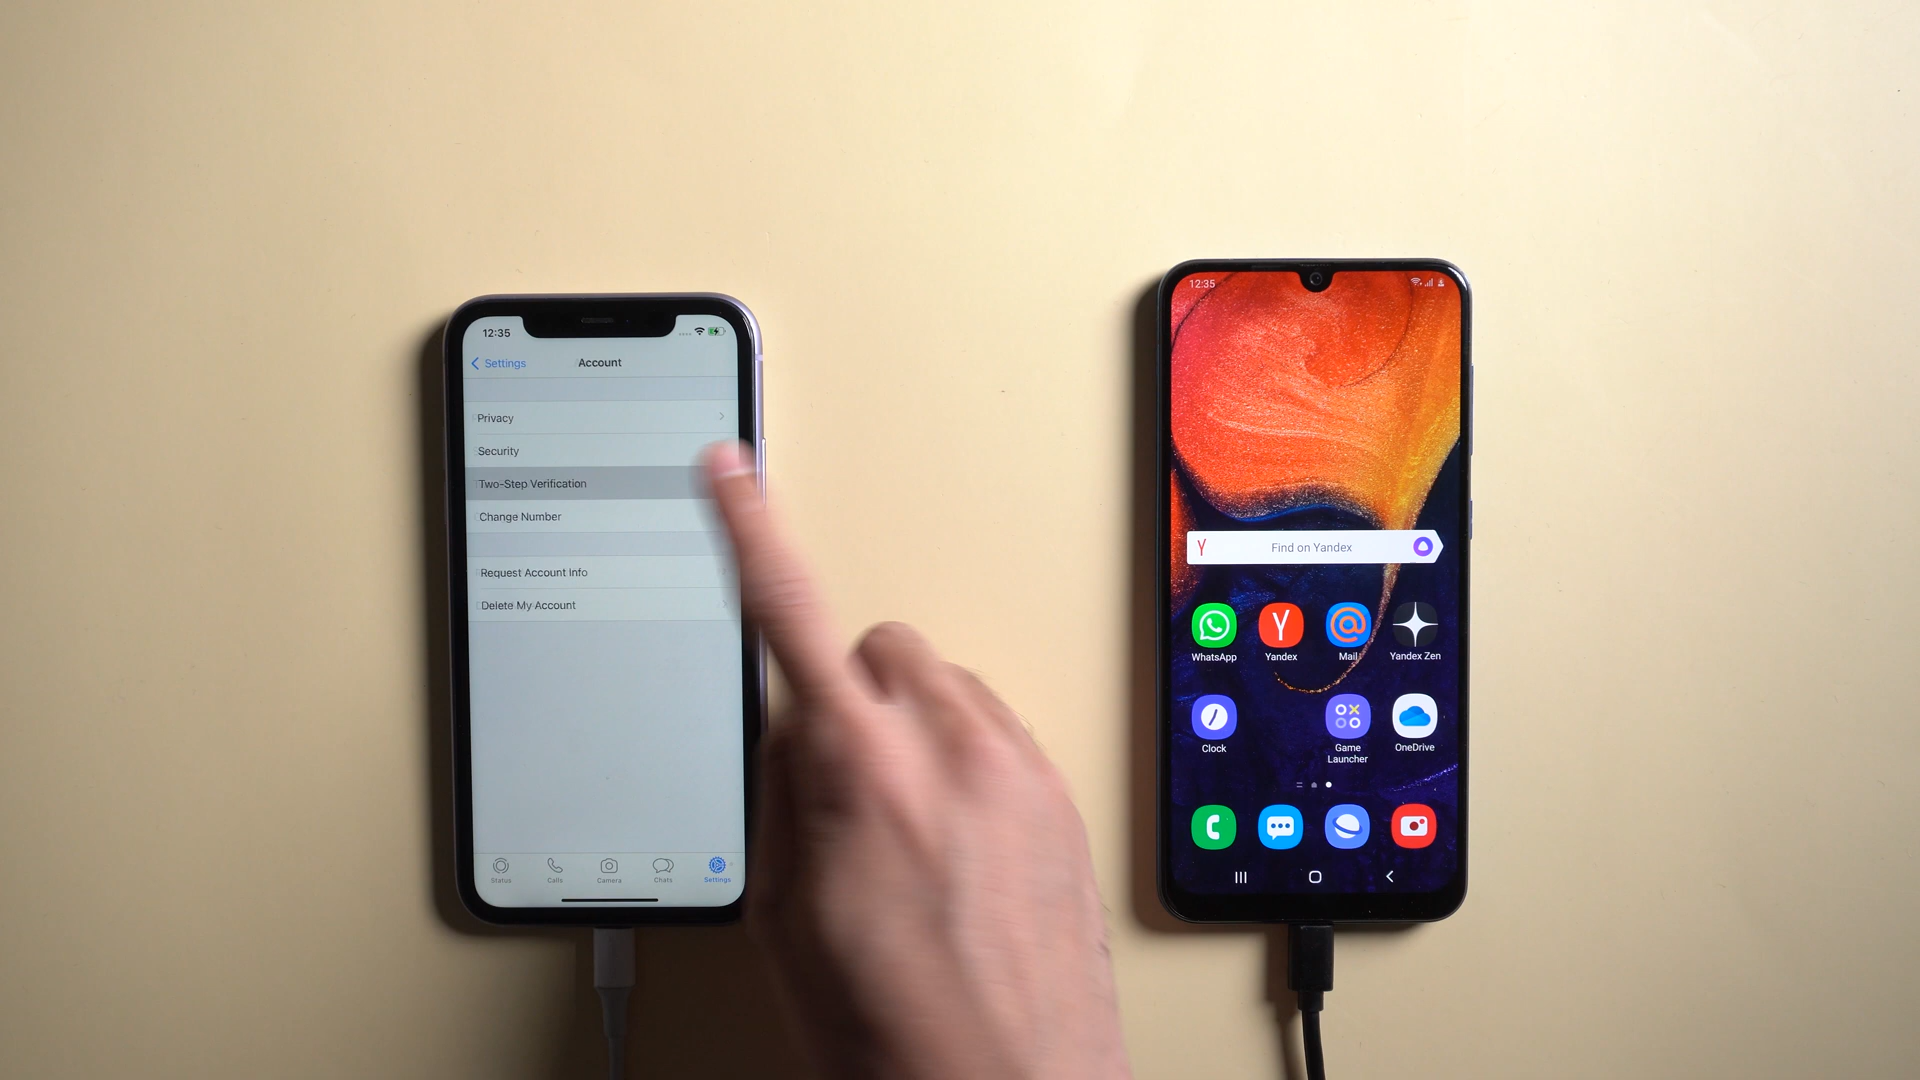 12:35
Settings
Account
Privacy
Security
Two-Step Verification
Change Number
Request Account Info
Delete My Account
Status
Calls
Camera
Chats
Settings
12:35
Y
Find on Yandex
Y
WhatsApp
Yandex
Mail
Yandex Zen
Clock
Game
Launcher
OneDrive